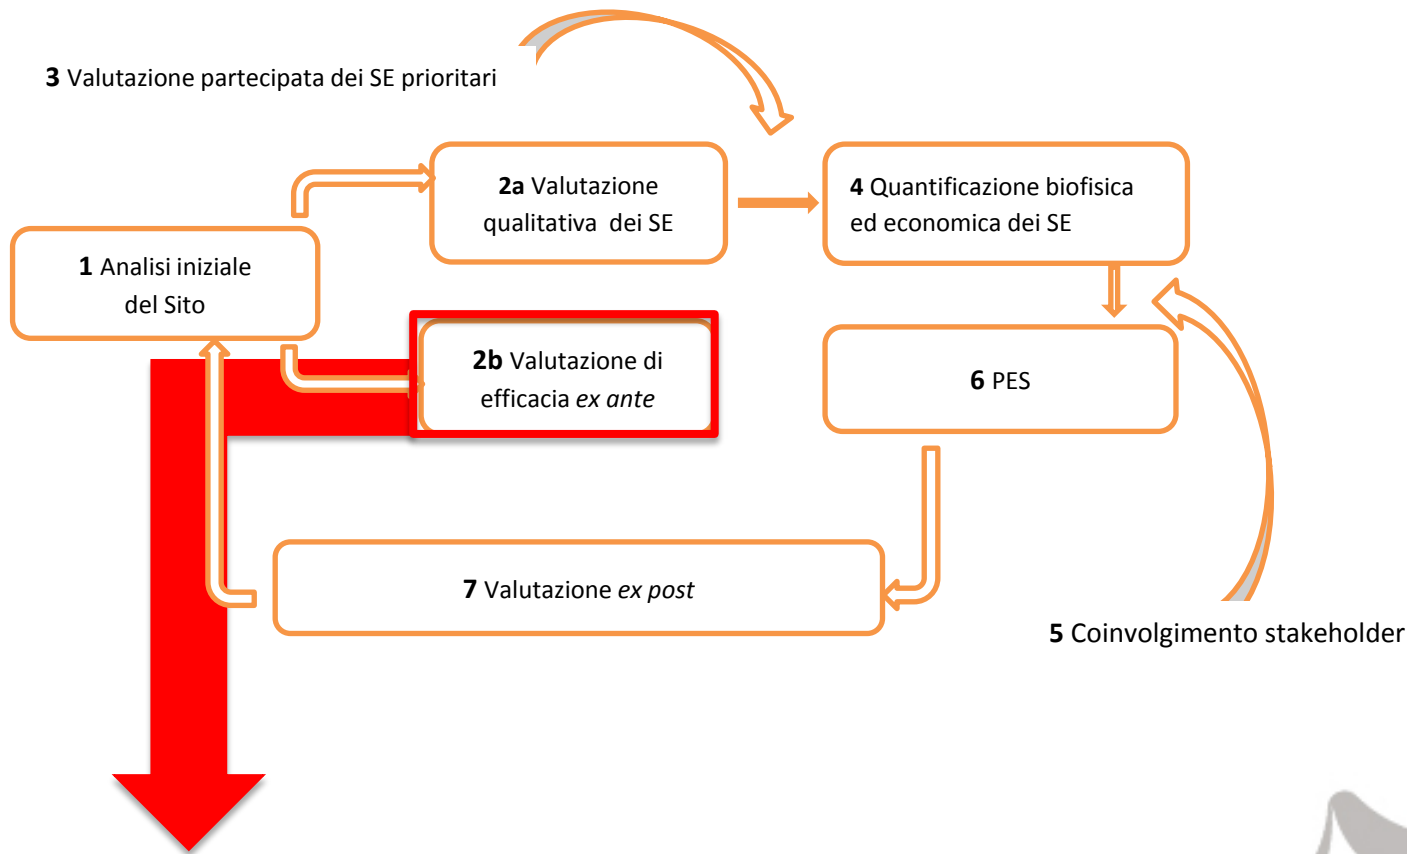 3 Valutazione partecipata dei SE prioritari
2a Valutazione
qualitativa dei SE
4 Quantificazione biofisica
ed economica dei SE
1 Analisi iniziale
del Sito
2b Valutazione di
efficacia ex ante
6 PES
7 Valutazione ex post
5 Coinvolgimento stakeholder